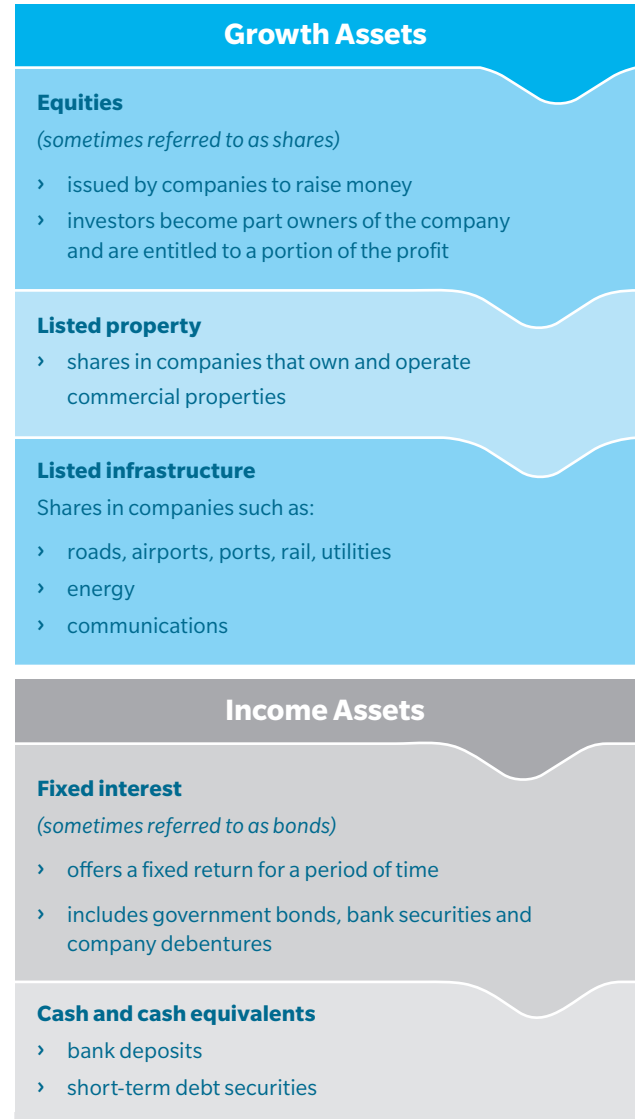 Growth Assets
Equities
(sometimes referred to as shares)
› issued by companies to raise money
› investors become part owners of the company
and are entitled to a portion of the profit
Listed property
› shares in companies that own and operate
commercial properties
Listed infrastructure
Shares in companies such as:
› roads, airports, ports, rail, utilities
› energy
› communications
Income Assets
Fixed interest
(sometimes referred to as bonds)
› offers a fixed return for a period of time
› includes government bonds, bank securities and
company debentures
Cash and cash equivalents
› bank deposits
› short-term debt securities